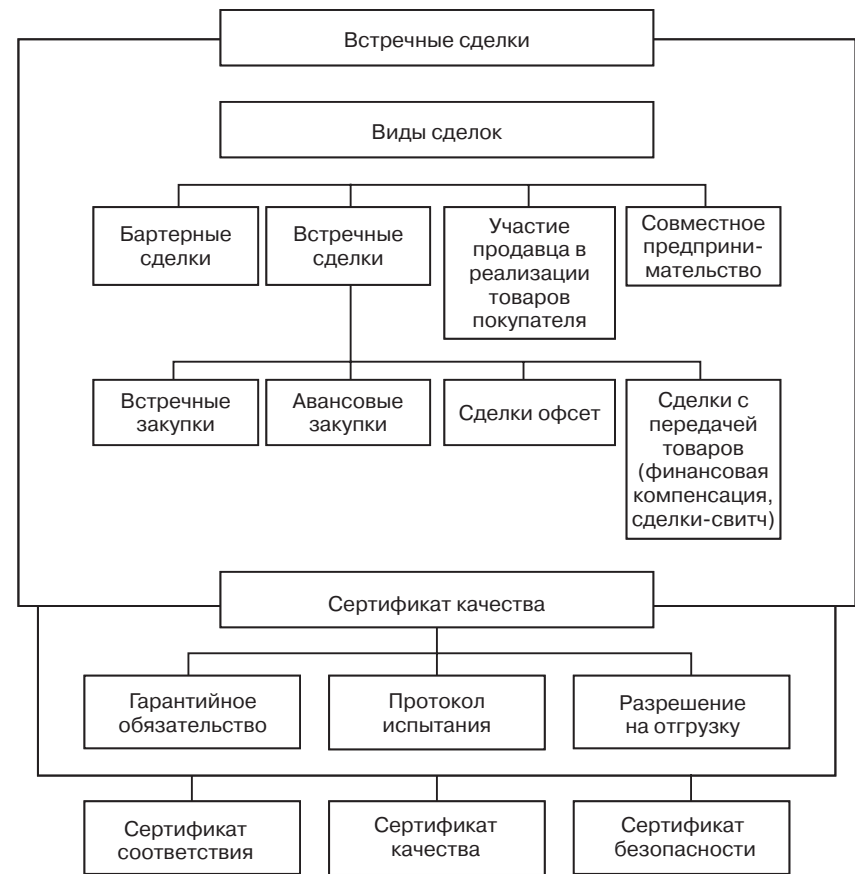 Встречные сделки
Виды сделок
Бартерные
сделки
Встречные
сделки
Участие
продавца в
реализации
товаров
покупателя
Совместное
предприни-
мательство
Встречные
закупки
Авансовые
закупки
Сделки офсет
Сделки с
передачей
товаров
(финансовая
компенсация,
сделки-свитч)
Сертификат качества
Гарантийное
обязательство
Протокол
испытания
Разрешение
на отгрузку
Сертификат
соответствия
Сертификат
качества
Сертификат
безопасности